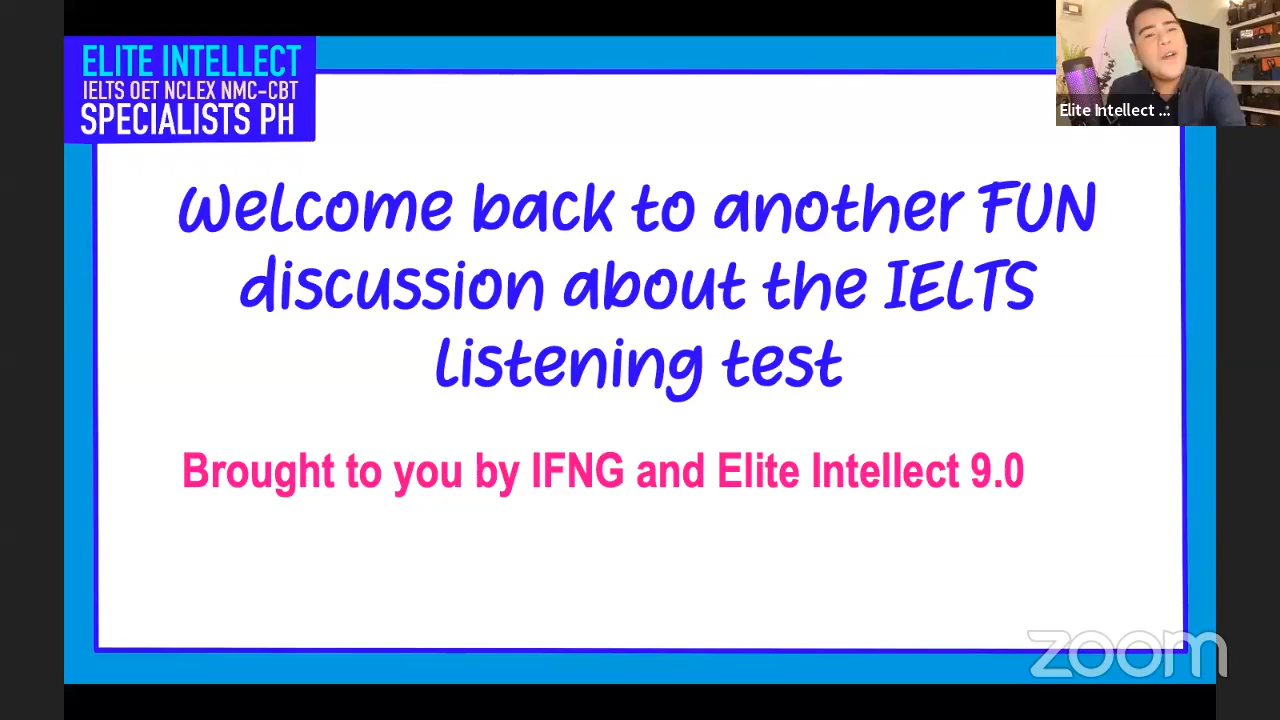 ELITE INTELLECT
IELTS OET NCLEX NMC-CBT
SPECIALISTS PH
Elite Intellect ...
Welcome back to another FUN
discussion about the IELTS
listening test
Brought to you by IFNG and Elite Intellect 9.0
zoom